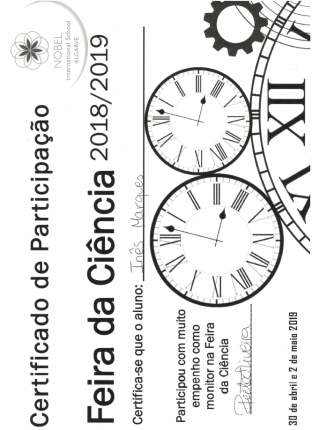 NOBEL
International School
ALGARVE
Certificado de Participação
Feira da Ciência 2018/2019
Certifica-se que o aluno: Inês Marques
Participou com muito
empenho como
monitor na Feira
da Ciência
30 de abril e 2 de maio 2019